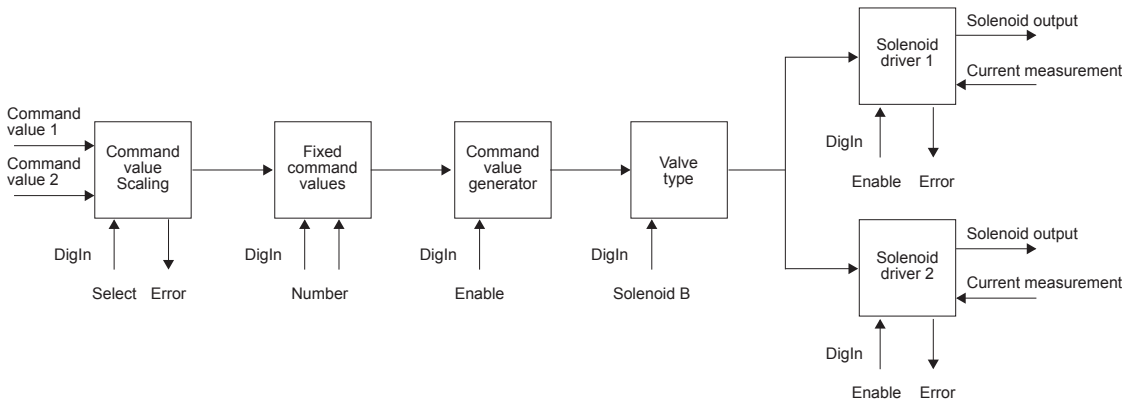 Command
value 1
Command
value 2
Command
value
Scaling
DigIn
Select
Error
Fixed
command
values
DigIn
Number
Command
value
generator
DigIn
Enable
Valve
type
DigIn
Solenoid B
Solenoid
driver 1
Solenoid output
Current measurement
DigIn
Enable
Error
Solenoid
driver 2
Solenoid output
Current measurement
DigIn
Enable
Error